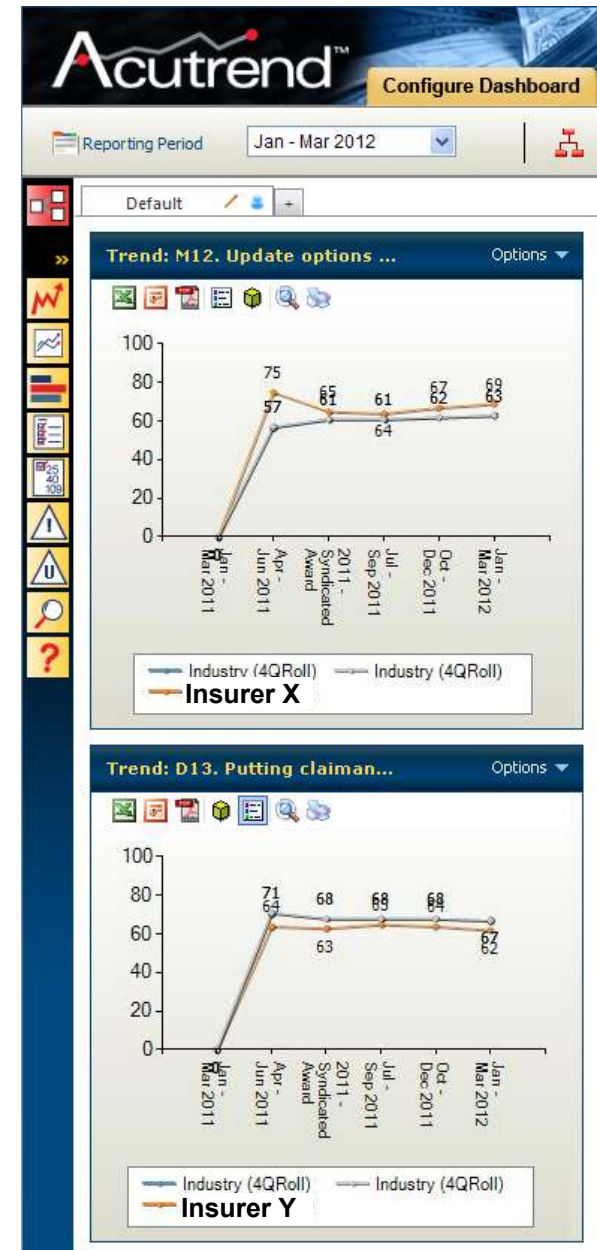 Acutrend™
Configure Dashboard
Reporting Period
Jan - Mar 2012
Default
+
»
Trend: M12. Update options ...
Options
100
80
60
40
20
0
75
57
65
61
61
64
67
62
69
63
Jan - Mar 2011
Apr - Jun 2011
2011 - Syndicated Award
Jul - Sep 2011
Oct - Dec 2011
Jan - Mar 2012
Industry (4QRoll)
Industry (4QRoll)
Insurer X
25
40
109
!
U
?
Trend: D13. Putting claiman...
Options
100
80
60
40
20
0
71
64
68
63
68
68
64
67
62
Jan - Mar 2011
Apr - Jun 2011
2011 - Syndicated Award
Jul - Sep 2011
Oct - Dec 2011
Jan - Mar 2012
Industry (4QRoll)
Industry (4QRoll)
Insurer Y